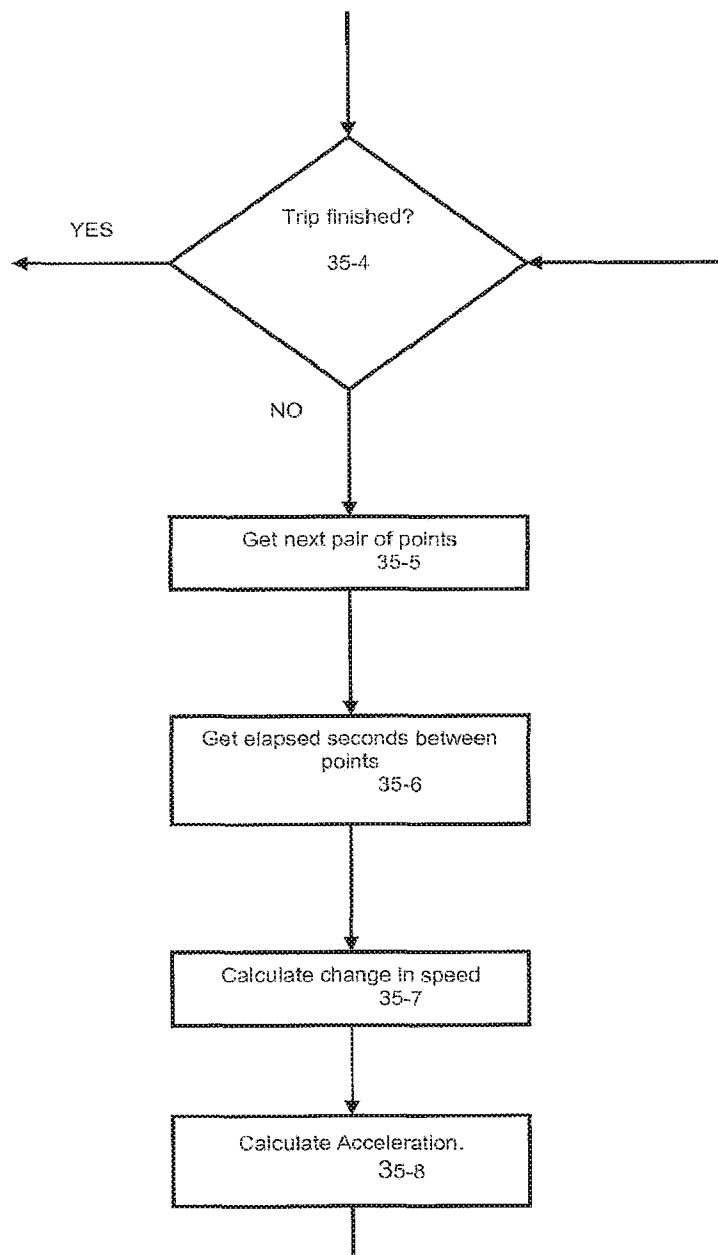 Trip finished?
YES
35-4
NO
Get next pair of points
35-5
Get elapsed seconds between
points
35-6
Calculate change in speed
35-7
Calculate Acceleration.
35-8